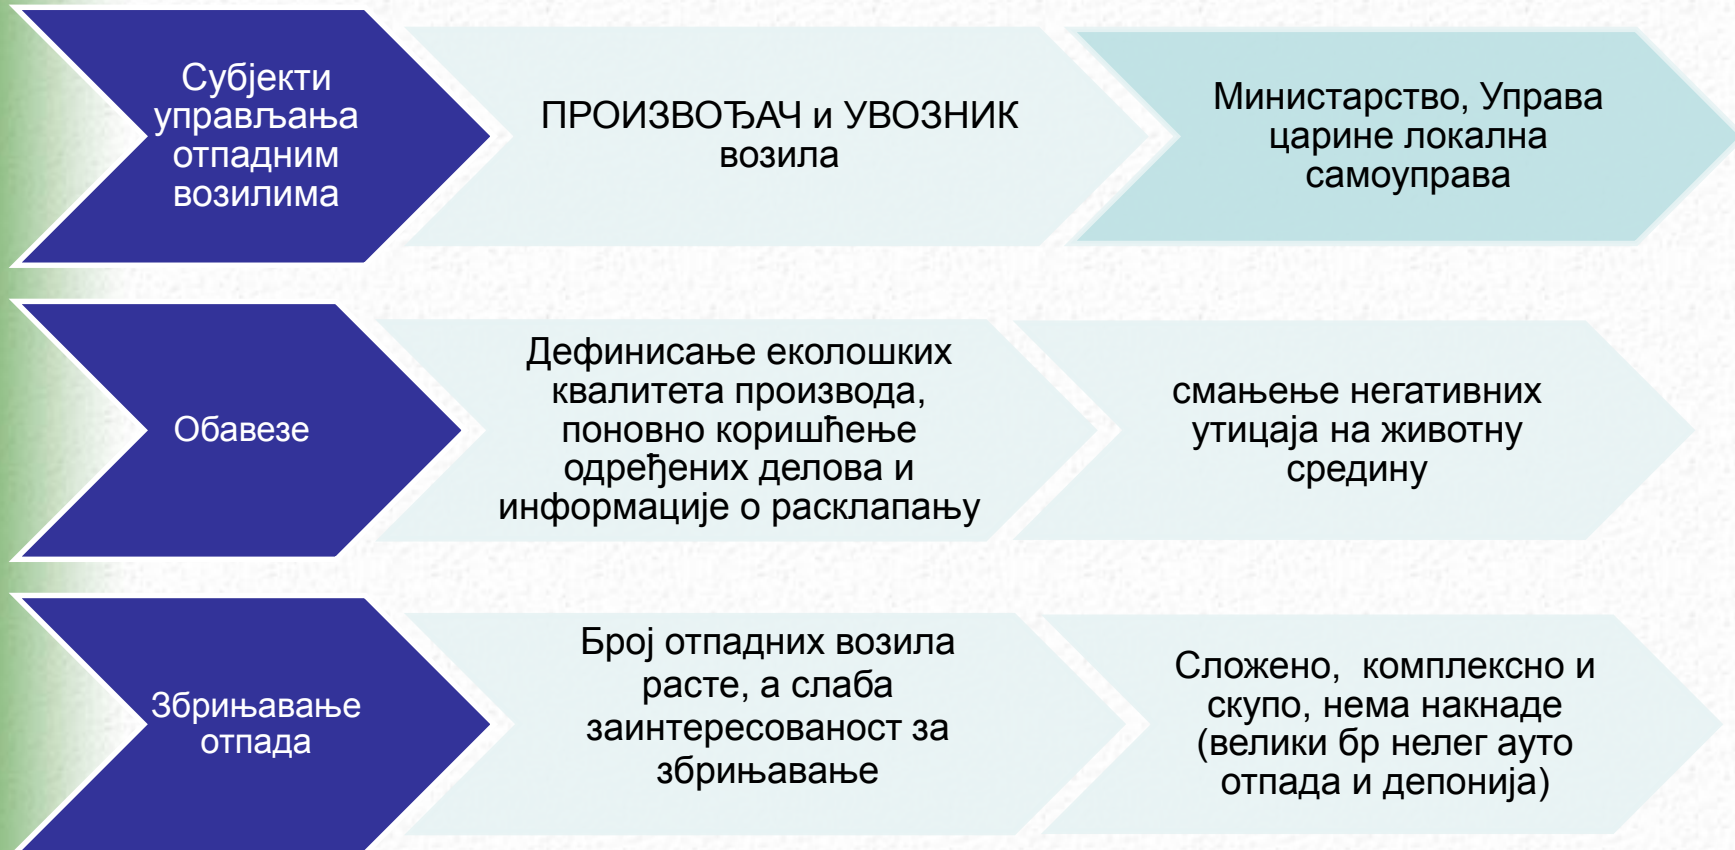 Субјекти
управљања
отпадним
возилима
ПРОИЗВОЂАЧ и УВОЗНИК
возила
Министарство, Управа
царине локална
самоуправа
Обавезе
Дефинисање еколошких
квалитета производа,
поновно коришћење
одређених делова и
информације о расклапању
смањење негативних
утицаја на животну
средину
Збрињавање
отпада
Број отпадних возила
расте, а слаба
заинтересованост за
збрињавање
Сложено,  комплексно и
скупо, нема накнаде
(велики бр нелег ауто
отпада и депонија)